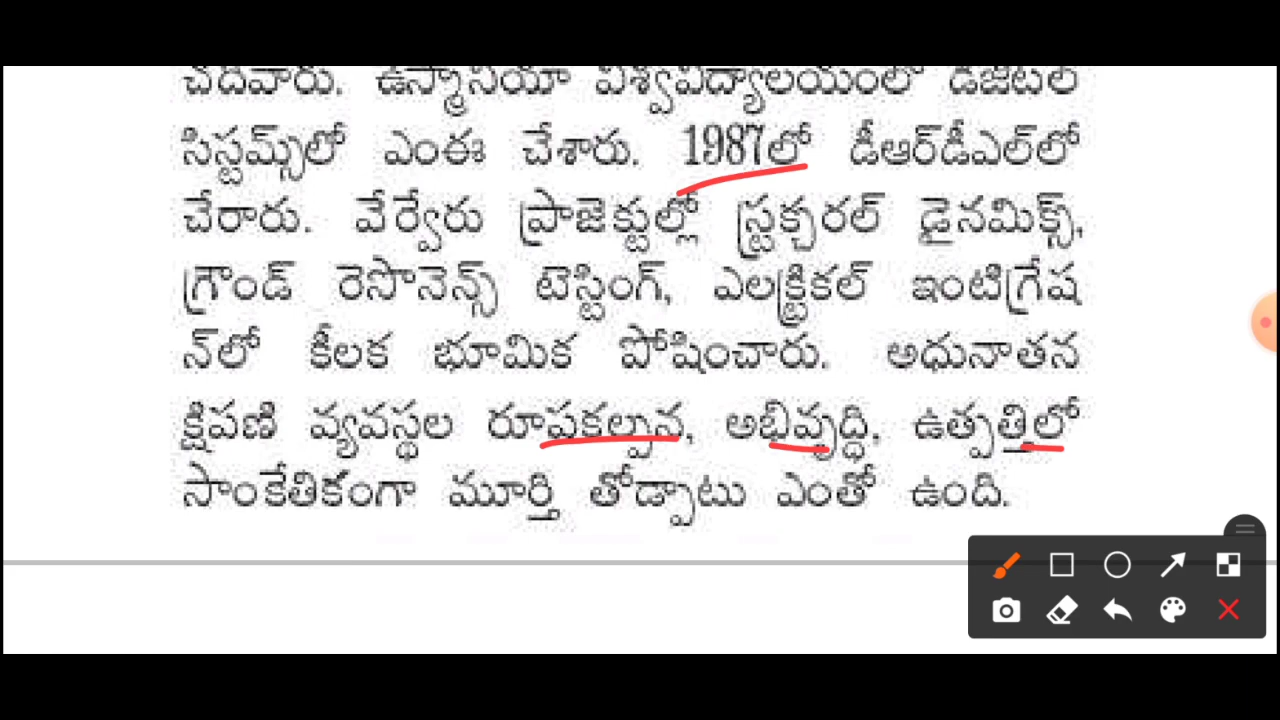 చదివారు. ఉస్మానియా విశ్వవిద్యాలయంలో డిజిటల్
సిస్టమ్స్‌లో ఎంఈ చేశారు. 1987లో డీఆర్‌డీఎల్‌లో
చేరారు. వేర్వేరు ప్రాజెక్టుల్లో స్ట్రక్చరల్ డైనమిక్స్,
గ్రౌండ్ రెసొనెన్స్ టెస్టింగ్, ఎలక్ట్రికల్ ఇంటిగ్రేష
న్‌లో కీలక భూమిక పోషించారు. అధునాతన
క్షిపణి వ్యవస్థల రూపకల్పన, అభివృద్ధి, ఉత్పత్తిలో
సాంకేతికంగా మూర్తి తోడ్పాటు ఎంతో ఉంది.